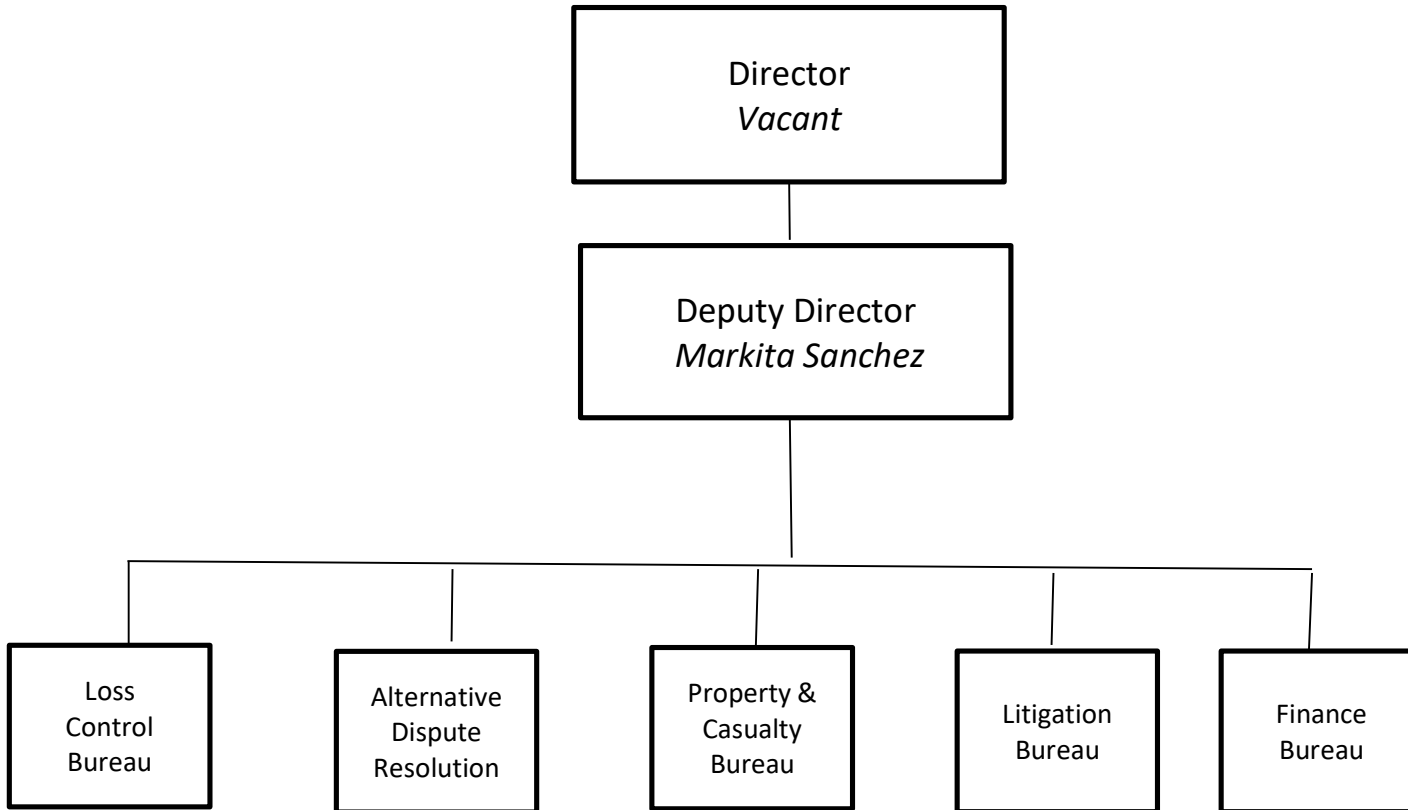 Director
Vacant
Deputy Director
Markita Sanchez
Loss
Control
Bureau
Alternative
Dispute
Resolution
Property &
Casualty
Bureau
Litigation
Bureau
Finance
Bureau